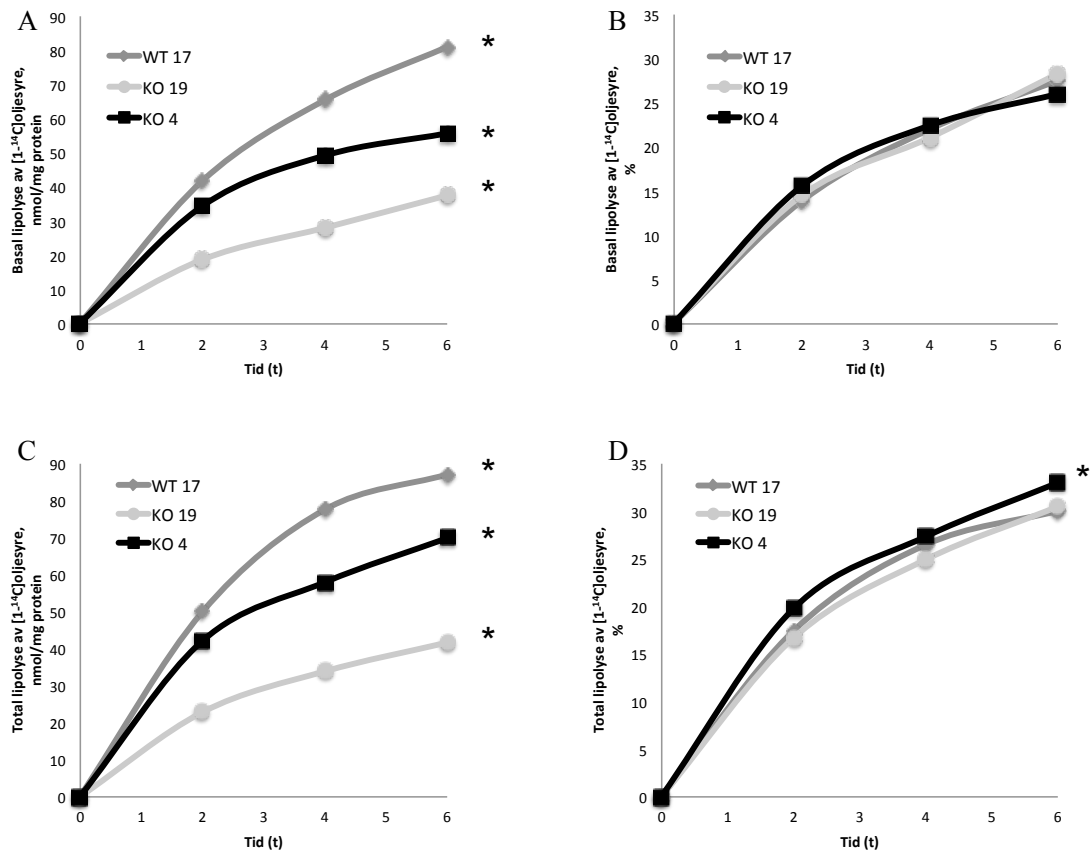 A
Basal lipolyse av [1-¹⁴C]oljesyre,
nmol/mg protein
90
80
70
60
50
40
30
20
10
0
WT 17
KO 19
KO 4
*
*
*
0 1 2 3 4 5 6
Tid (t)
B
Basal lipolyse av [1-¹⁴C]oljesyre,
%
35
30
25
20
15
10
5
0
WT 17
KO 19
KO 4
0 1 2 3 4 5 6
Tid (t)
C
Total lipolyse av [1-¹⁴C]oljesyre,
nmol/mg protein
90
80
70
60
50
40
30
20
10
0
WT 17
KO 19
KO 4
*
*
*
0 1 2 3 4 5 6
Tid (t)
D
Total lipolyse av [1-¹⁴C]oljesyre,
%
35
30
25
20
15
10
5
0
WT 17
KO 19
KO 4
*
0 1 2 3 4 5 6
Tid (t)